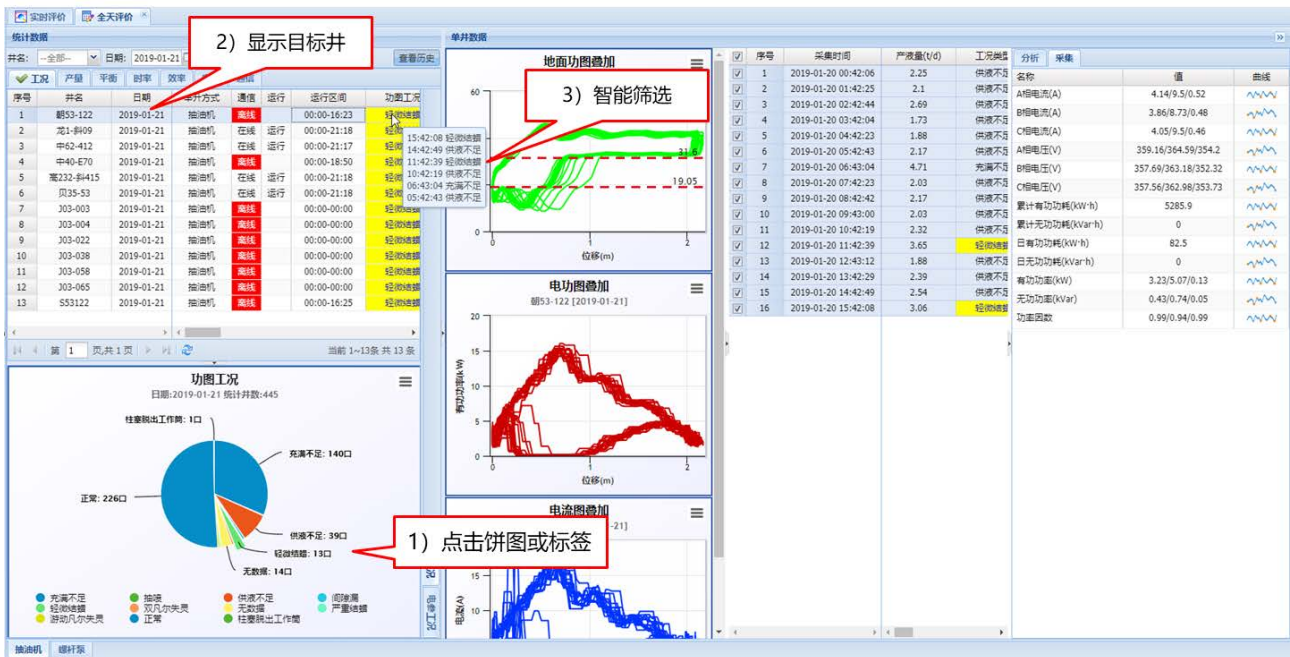 实时评价 全天评价
统计数据
井名: --全部-- 日期: 2019-01-21 查看历史
工况 产量 平衡 时率 效率
序号 井名 日期 举升方式 通信 运行 运行区间 功图工况
1 朝53-122 2019-01-21 抽油机 离线 00:00-16:23 轻微结蜡
2 龙1-斜09 2019-01-21 抽油机 在线 运行 00:00-21:18
3 中62-412 2019-01-21 抽油机 在线 运行 00:00-21:17
4 中40-E70 2019-01-21 抽油机 离线 00:00-18:50
5 高232-斜415 2019-01-21 抽油机 在线 运行 00:00-21:18
6 贝35-53 2019-01-21 抽油机 在线 运行 00:00-21:18
7 J03-003 2019-01-21 抽油机 离线 00:00-00:00 轻微结蜡
8 J03-004 2019-01-21 抽油机 离线 00:00-00:00 轻微结蜡
9 J03-022 2019-01-21 抽油机 离线 00:00-00:00 轻微结蜡
10 J03-038 2019-01-21 抽油机 离线 00:00-00:00 轻微结蜡
11 J03-058 2019-01-21 抽油机 离线 00:00-00:00 轻微结蜡
12 J03-065 2019-01-21 抽油机 离线 00:00-00:00 轻微结蜡
13 S53122 2019-01-21 抽油机 离线 00:00-16:25 轻微结蜡
15:42:08 轻微结蜡
14:42:49 供液不足
11:42:39 轻微结蜡
10:42:19 供液不足
06:43:04 充满不足
05:42:43 供液不足
第 1 页,共 1 页 当前 1~13条 共 13 条
2）显示目标井
3）智能筛选
1）点击饼图或标签
功图工况
日期:2019-01-21 统计井数:445
柱塞脱出工作筒: 1口
充满不足: 140口
正常: 226口
供液不足: 39口
轻微结蜡: 13口
无数据: 14口
充满不足 抽喷 供液不足 间隙漏
轻微结蜡 双凡尔失灵 无数据 严重结蜡
游动凡尔失灵 正常 柱塞脱出工作筒
电参工况
抽油机 螺杆泵
单井数据
地面功图叠加
60
31.6
19.05
0
0 1 2
位移(m)
电功图叠加
朝53-122 [2019-01-21]
有功功率(kW)
20
15
10
5
0
0 1 2
位移(m)
电流图叠加
-21]
电流(A)
15
10
序号 采集时间 产液量(t/d) 工况类型
1 2019-01-20 00:42:06 2.25 供液不足
2 2019-01-20 01:42:25 2.1 供液不足
3 2019-01-20 02:42:44 2.69 供液不足
4 2019-01-20 03:42:04 1.73 供液不足
5 2019-01-20 04:42:23 1.88 供液不足
6 2019-01-20 05:42:43 2.17 供液不足
7 2019-01-20 06:43:04 4.71 充满不足
8 2019-01-20 07:42:23 2.03 供液不足
9 2019-01-20 08:42:42 2.17 供液不足
10 2019-01-20 09:43:00 2.03 供液不足
11 2019-01-20 10:42:19 2.32 供液不足
12 2019-01-20 11:42:39 3.65 轻微结蜡
13 2019-01-20 12:43:12 1.88 供液不足
14 2019-01-20 13:42:29 2.39 供液不足
15 2019-01-20 14:42:49 2.54 供液不足
16 2019-01-20 15:42:08 3.06 轻微结蜡
分析 采集
名称 值 曲线
A相电流(A) 4.14/9.5/0.52
B相电流(A) 3.86/8.73/0.48
C相电流(A) 4.05/9.5/0.46
A相电压(V) 359.16/364.59/354.2
B相电压(V) 357.69/363.18/352.32
C相电压(V) 357.56/362.98/353.73
累计有功功耗(kW·h) 5285.9
累计无功功耗(kVar·h) 0
日有功功耗(kW·h) 82.5
日无功功耗(kVar·h) 0
有功功率(kW) 3.23/5.07/0.13
无功功率(kVar) 0.43/0.74/0.05
功率因数 0.99/0.94/0.99